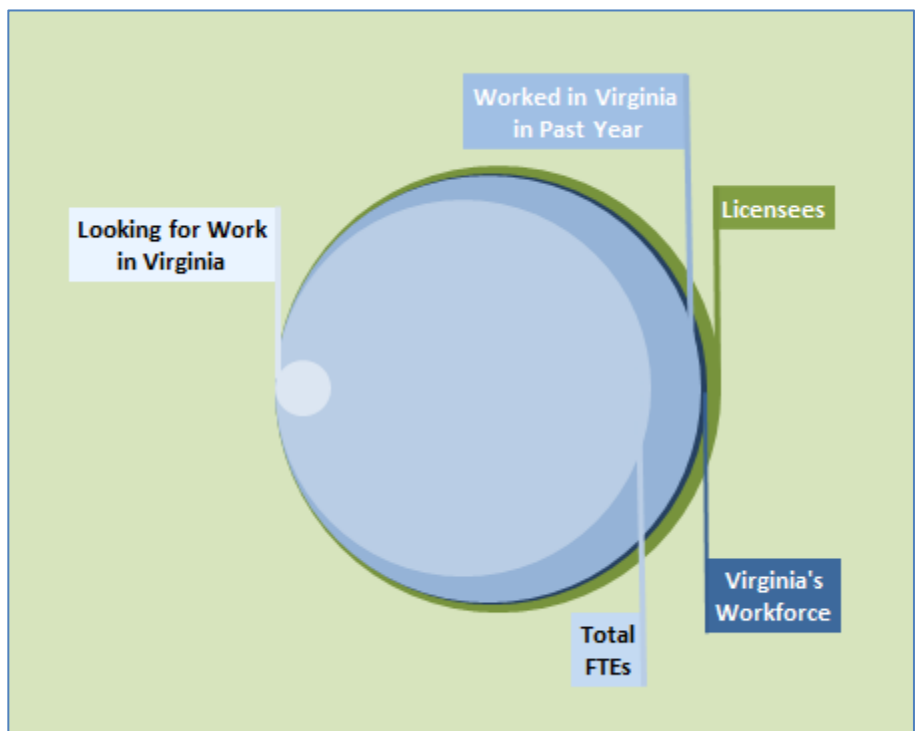 Worked in Virginia
in Past Year
Licensees
Looking for Work
in Virginia
Virginia's
Workforce
Total
FTEs